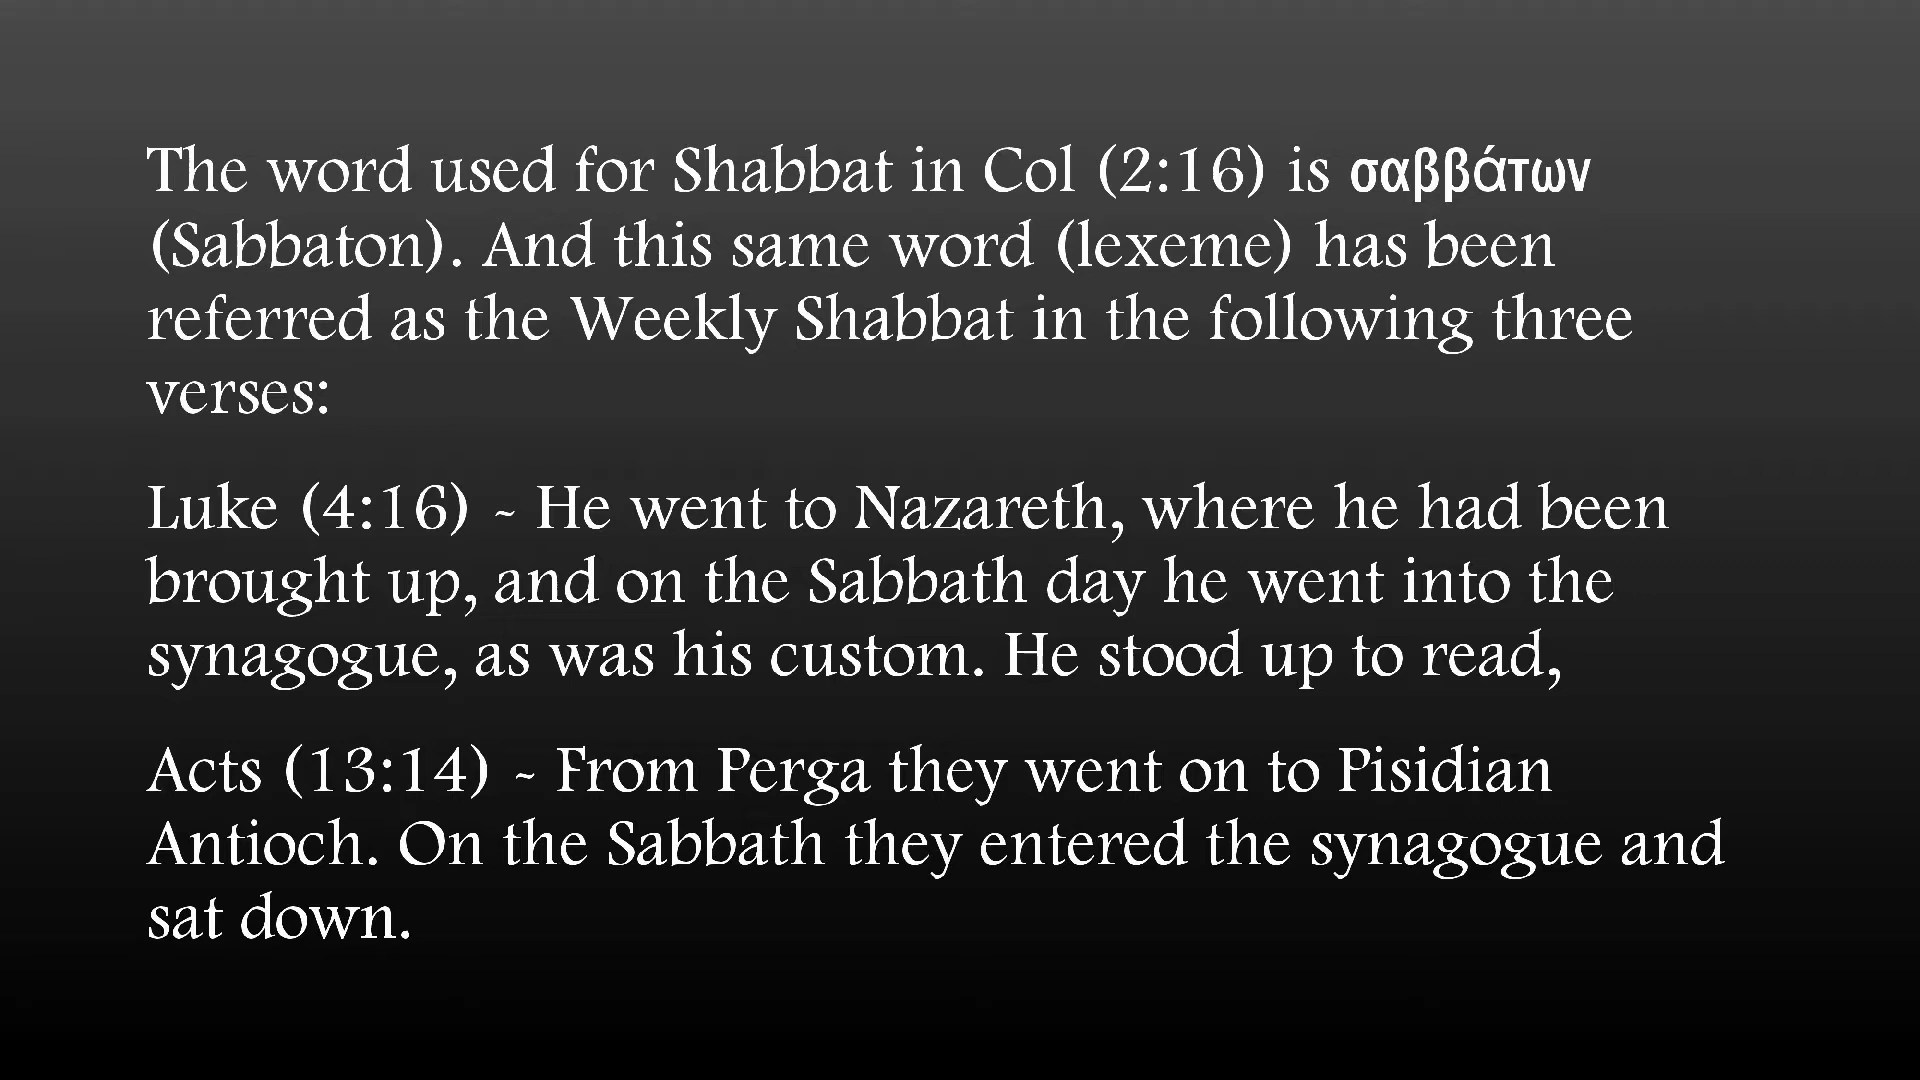 The word used for Shabbat in Col (2:16) is σαββάτων
(Sabbaton). And this same word (lexeme) has been
referred as the Weekly Shabbat in the following three
verses:
Luke (4:16) - He went to Nazareth, where he had been
brought up, and on the Sabbath day he went into the
synagogue, as was his custom. He stood up to read,
Acts (13:14) - From Perga they went on to Pisidian
Antioch. On the Sabbath they entered the synagogue and
sat down.